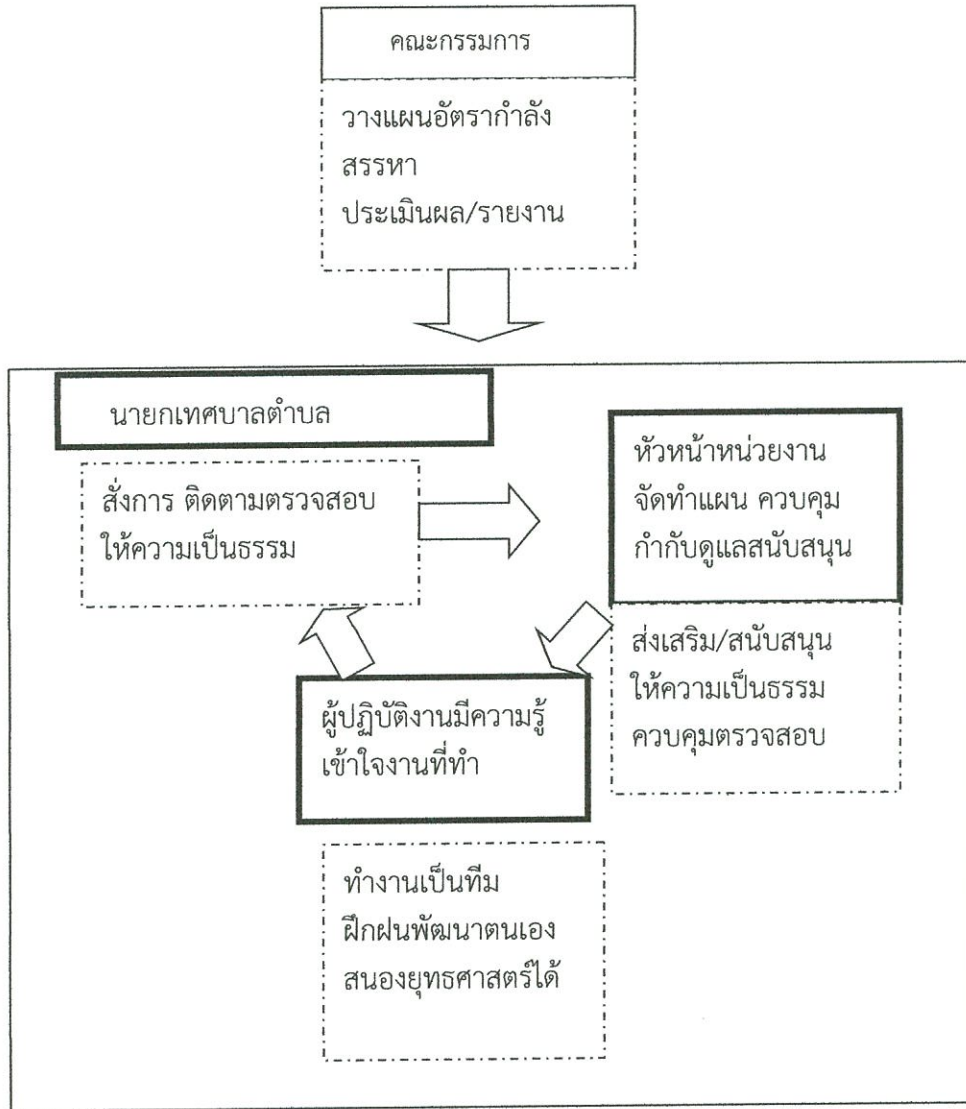 คณะกรรมการ
วางแผนอัตรากำลัง
สรรหา
ประเมินผล/รายงาน
นายกเทศบาลตำบล
สั่งการ ติดตามตรวจสอบ
ให้ความเป็นธรรม
หัวหน้าหน่วยงาน
จัดทำแผน ควบคุม
กำกับดูแลสนับสนุน
ส่งเสริม/สนับสนุน
ให้ความเป็นธรรม
ควบคุมตรวจสอบ
ผู้ปฏิบัติงานมีความรู้
เข้าใจงานที่ทำ
ทำงานเป็นทีม
ฝึกฝนพัฒนาตนเอง
สนองยุทธศาสตร์ได้